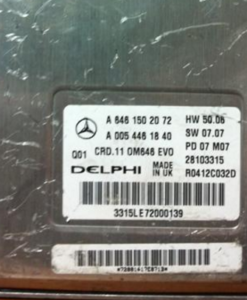 A 646 150 20 72 HW 50.06
A 005 446 18 40 SW 07.07
Q01 CRD.11 OM646 EVO PD 07 M07
DELPHI MADE IN UK 28103315
R0412C032D
3315LE72000139